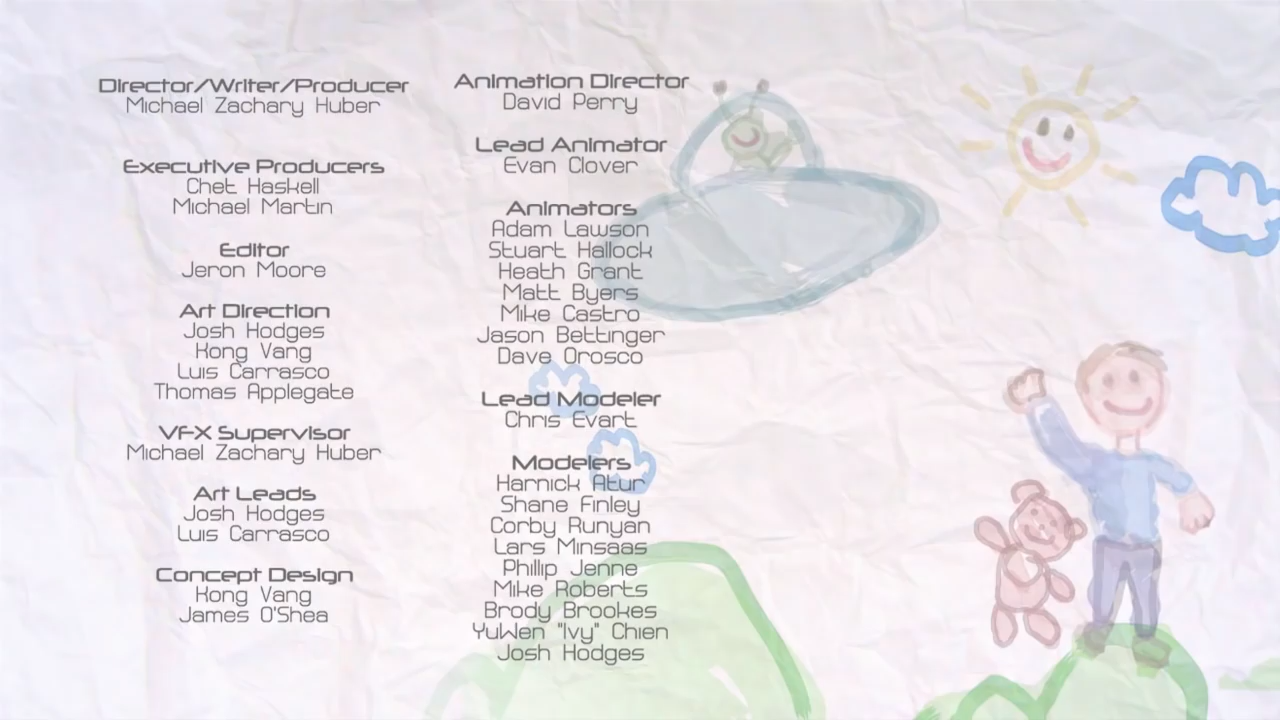 Director/Writer/Producer
Michael Zachary Huber
Executive Producers
Chet Haskell
Michael Martin
Editor
Jeron Moore
Art Direction
Josh Hodges
Kong Vang
Luis Carrasco
Thomas Applegate
VFX Supervisor
Michael Zachary Huber
Art Leads
Josh Hodges
Luis Carrasco
Concept Design
Kong Vang
James O'Shea
Animation Director
David Perry
Lead Animator
Evan Clover
Animators
Adam Lawson
Stuart Hallock
Heath Grant
Matt Byers
Mike Castro
Jason Bettinger
Dave Orosco
Lead Modeler
Chris Evart
Modelers
Harnick Atur
Shane Finley
Corby Runyan
Lars Minsaas
Phillip Jenne
Mike Roberts
Brody Brookes
YuWen "Ivy" Chien
Josh Hodges